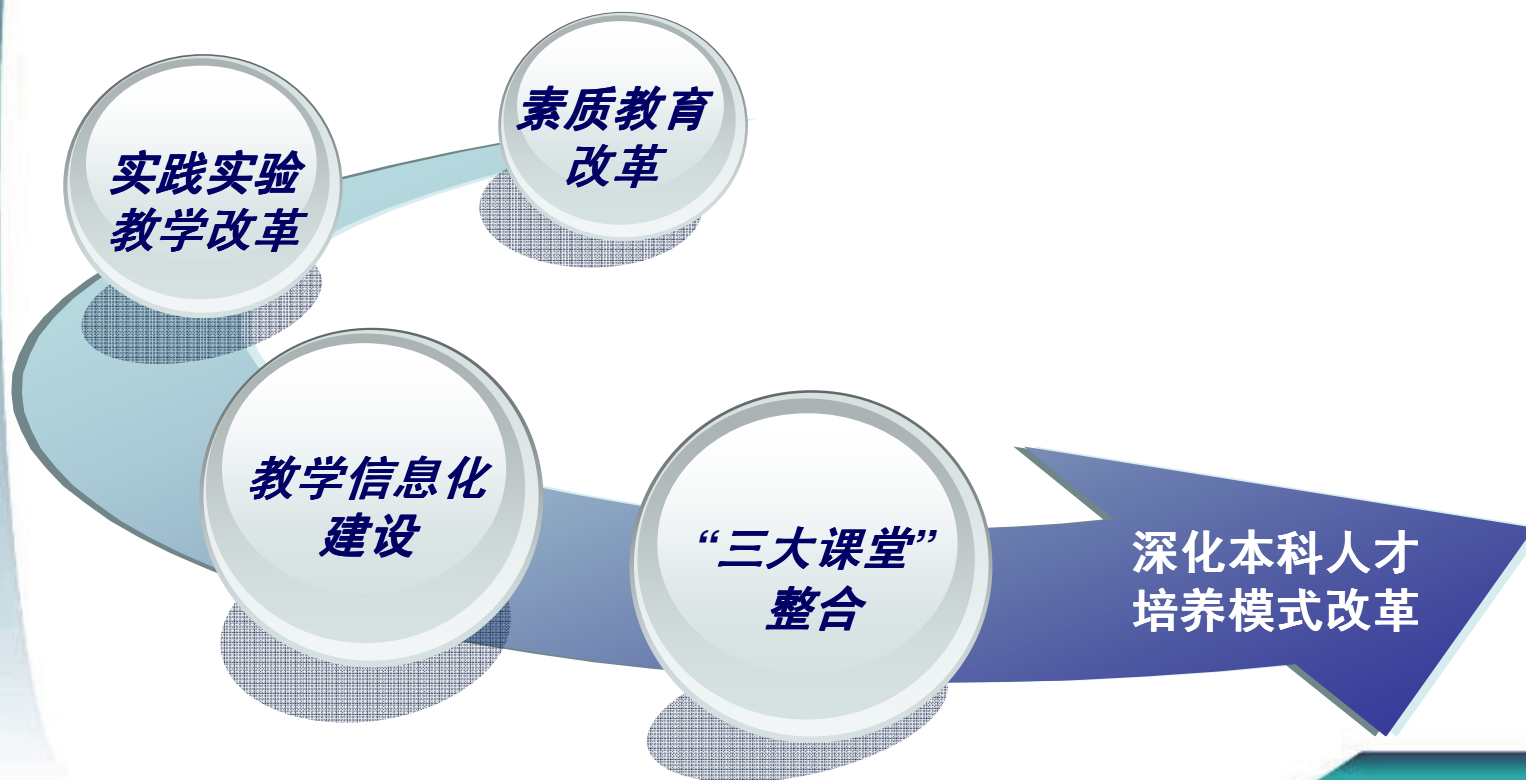 素质教育
改革
实践实验
教学改革
教学信息化
建设
“三大课堂”
整合
深化本科人才
培养模式改革